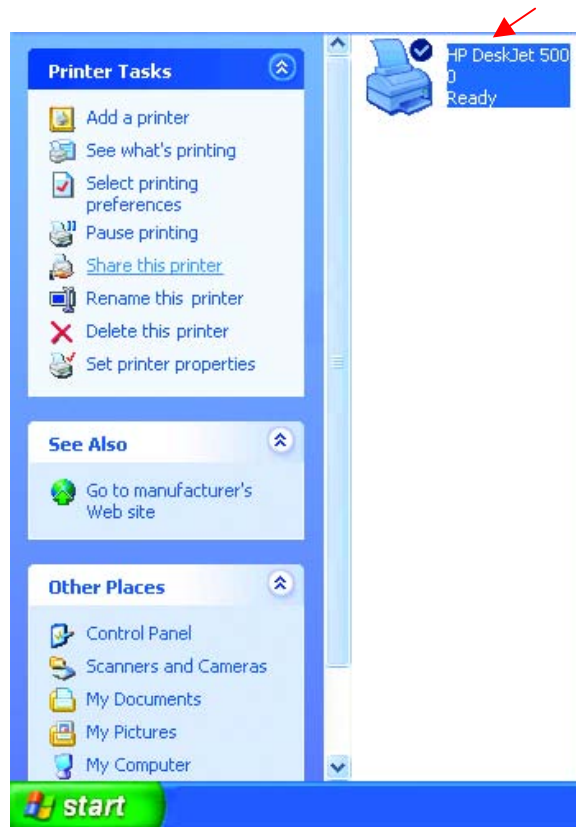 Printer Tasks
Add a printer
See what's printing
Select printing
preferences
Pause printing
Share this printer
Rename this printer
Delete this printer
Set printer properties
See Also
Go to manufacturer's
Web site
Other Places
Control Panel
Scanners and Cameras
My Documents
My Pictures
My Computer
HP DeskJet 500
0
Ready
start